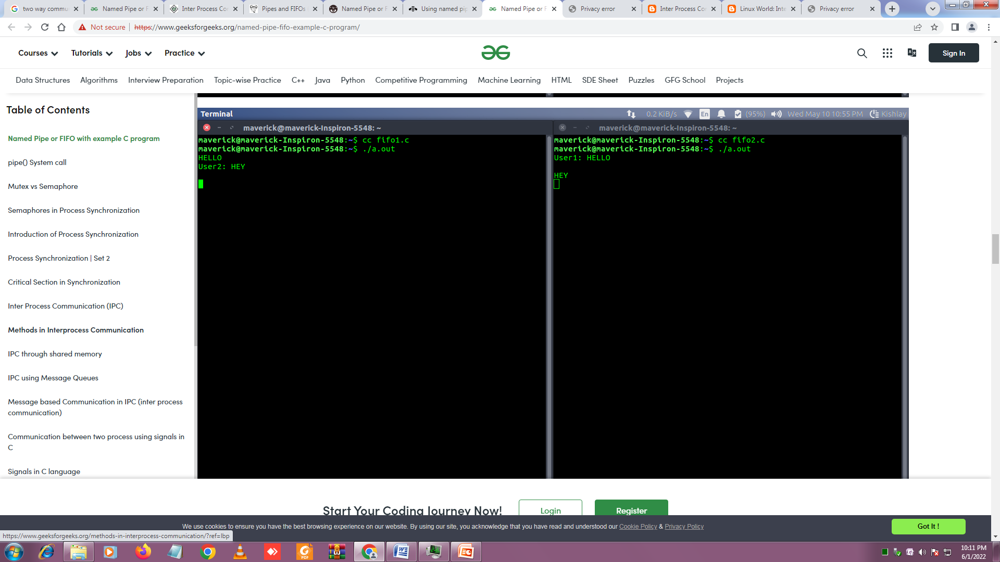 two way commu
Named Pipe or F
Inter Process Co
Pipes and FIFOs
Named Pipe or F
Using named pip
Named Pipe or F
Privacy error
Inter Process Co
Linux World: Inte
Privacy error
Not secure
https://www.geeksforgeeks.org/named-pipe-fifo-example-c-program/
Courses
Tutorials
Jobs
Practice
Sign In
Data Structures
Algorithms
Interview Preparation
Topic-wise Practice
C++
Java
Python
Competitive Programming
Machine Learning
HTML
SDE Sheet
Puzzles
GFG School
Projects
Table of Contents
Named Pipe or FIFO with example C program
pipe() System call
Mutex vs Semaphore
Semaphores in Process Synchronization
Introduction of Process Synchronization
Process Synchronization | Set 2
Critical Section in Synchronization
Inter Process Communication (IPC)
Methods in Interprocess Communication
IPC through shared memory
IPC using Message Queues
Message based Communication in IPC (inter process
communication)
Communication between two process using signals in
C
Signals in C language
Terminal
0.2 KiB/s
En
(95%)
Wed May 10 10:55 PM
Kishlay
maverick@maverick-Inspiron-5548: ~
maverick@maverick-Inspiron-5548:~$ cc fifo1.c
maverick@maverick-Inspiron-5548:~$ ./a.out
HELLO
User2: HEY
maverick@maverick-Inspiron-5548: ~
maverick@maverick-Inspiron-5548:~$ cc fifo2.c
maverick@maverick-Inspiron-5548:~$ ./a.out
User1: HELLO
HEY
Start Your Coding Journey Now!
Login
Register
We use cookies to ensure you have the best browsing experience on our website. By using our site, you acknowledge that you have read and understood our Cookie Policy & Privacy Policy
Got It !
https://www.geeksforgeeks.org/methods-in-interprocess-communication/?ref=lbp
PDF
10:11 PM
6/1/2022